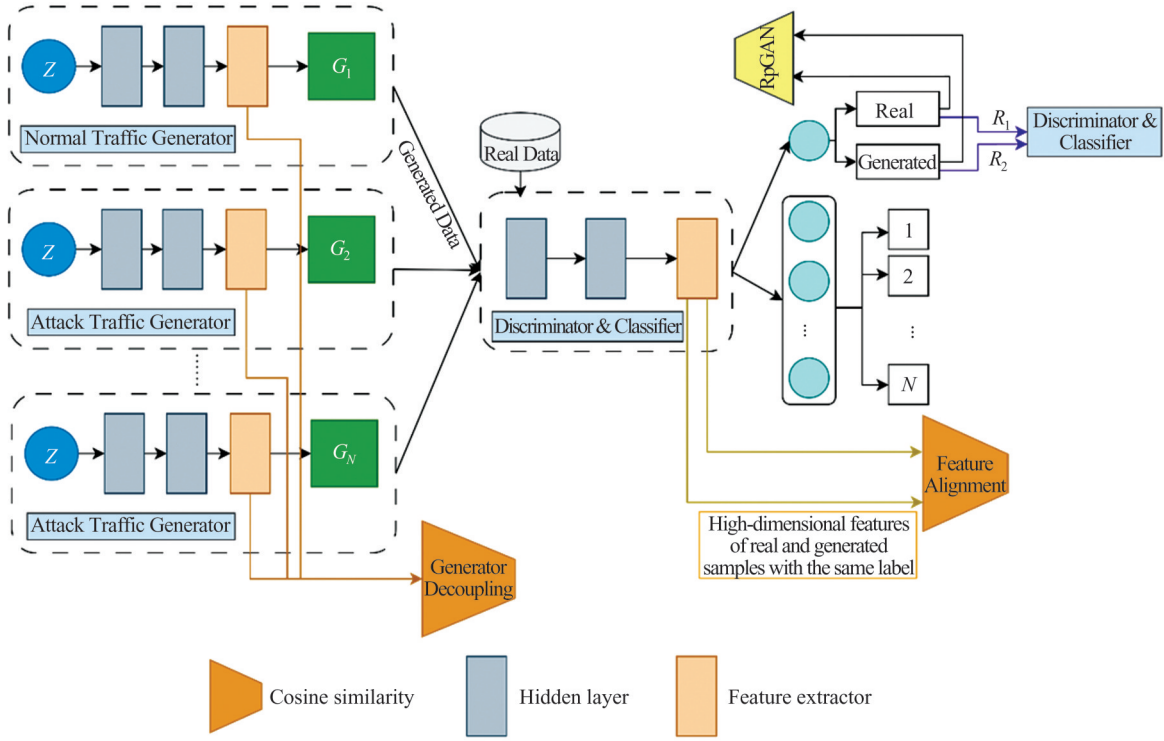 Z
G1
Normal Traffic Generator
Z
G2
Attack Traffic Generator
Z
GN
Attack Traffic Generator
Generated Data
Real Data
Discriminator & Classifier
RpGAN
Real
Generated
R1
R2
Discriminator &
Classifier
1
2
...
N
...
Feature
Alignment
High-dimensional features
of real and generated
samples with the same label
Generator
Decoupling
Cosine similarity
Hidden layer
Feature extractor